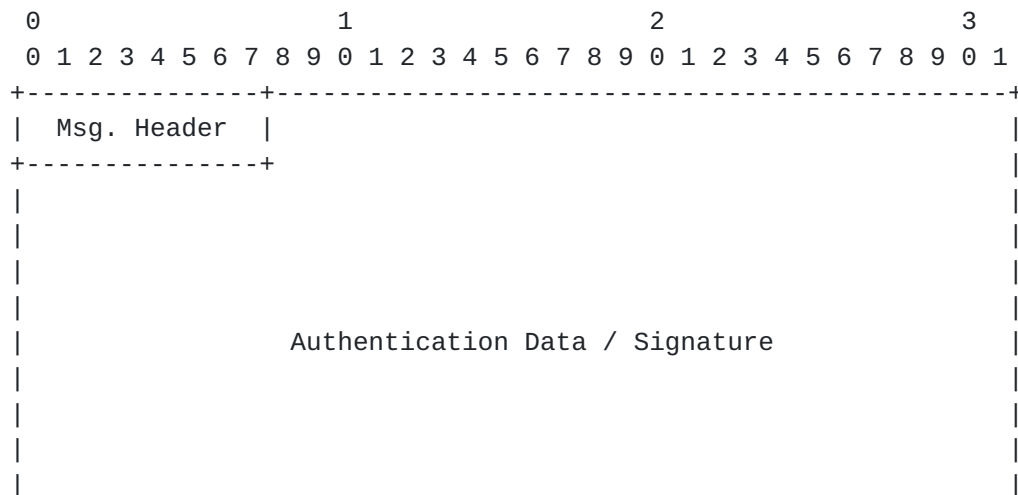 0                   1                   2                   3
0 1 2 3 4 5 6 7 8 9 0 1 2 3 4 5 6 7 8 9 0 1 2 3 4 5 6 7 8 9 0 1
+---------------+-----------------------------------------------+
|  Msg. Header  |                                               |
+---------------+                                               |
|                                                               |
|                                                               |
|                                                               |
|                                                               |
|                 Authentication Data / Signature               |
|                                                               |
|                                                               |
|                                                               |
|                                                               |